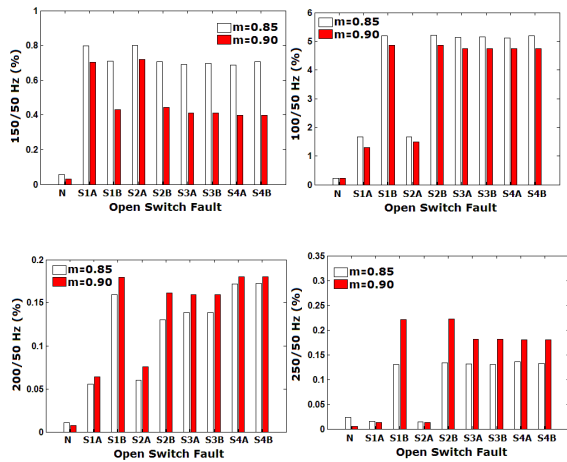 150/50 Hz (%)
0.8
0.6
0.4
0.2
0
m=0.85
m=0.90
N S1A S1B S2A S2B S3A S3B S4A S4B
Open Switch Fault
100/50 Hz (%)
6
5
4
3
2
1
0
m=0.85
m=0.90
N S1A S1B S2A S2B S3A S3B S4A S4B
Open Switch Fault
200/50 Hz (%)
0.2
0.15
0.1
0.05
0
m=0.85
m=0.90
N S1A S1B S2A S2B S3A S3B S4A S4B
Open Switch Fault
250/50 Hz (%)
0.35
0.3
0.25
0.2
0.15
0.1
0.05
0
m=0.85
m=0.90
N S1A S1B S2A S2B S3A S3B S4A S4B
Open Switch Fault